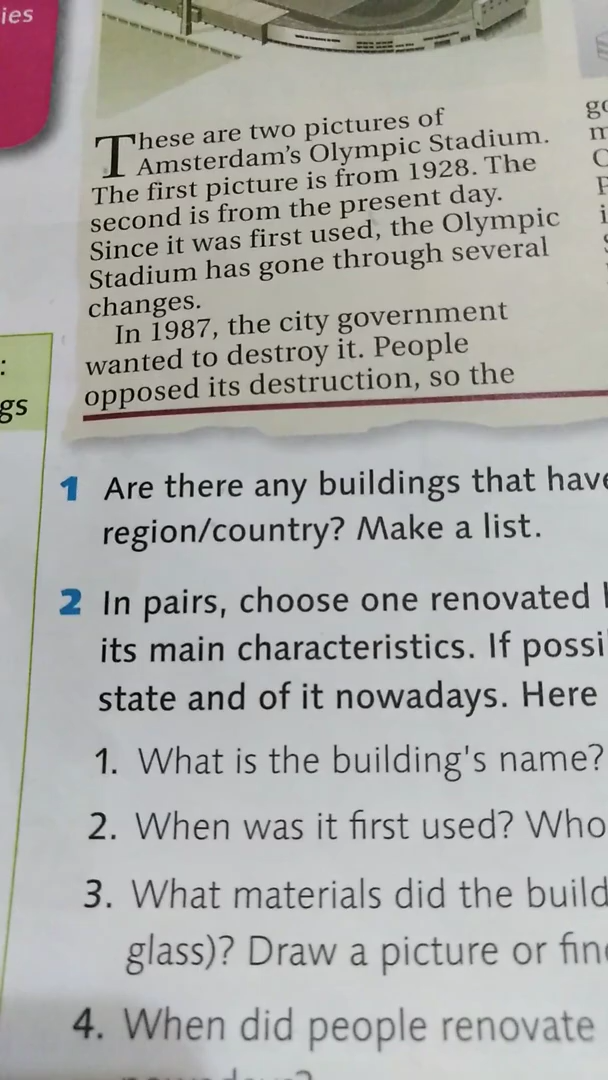 ies
These are two pictures of
Amsterdam's Olympic Stadium.
The first picture is from 1928. The
second is from the present day.
Since it was first used, the Olympic
Stadium has gone through several
changes.
In 1987, the city government
wanted to destroy it. People
opposed its destruction, so the
:
gs
1 Are there any buildings that have
region/country? Make a list.
2 In pairs, choose one renovated
its main characteristics. If possi
state and of it nowadays. Here
1. What is the building's name?
2. When was it first used? Who
3. What materials did the build
glass)? Draw a picture or fin
4. When did people renovate